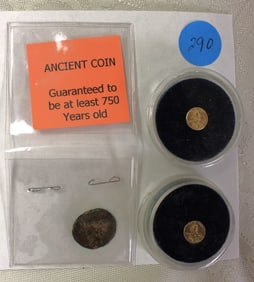 290
ANCIENT COIN
Guaranteed to
be at least 750
Years old